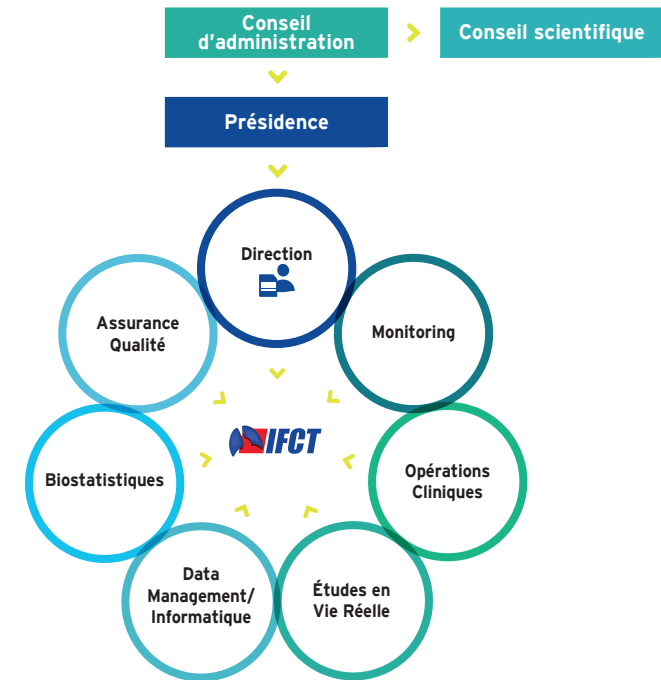 Conseil
d'administration
Conseil scientifique
Présidence
Direction
Assurance
Qualité
Monitoring
IFCT
Biostatistiques
Opérations
Cliniques
Data
Management/
Informatique
Études en
Vie Réelle